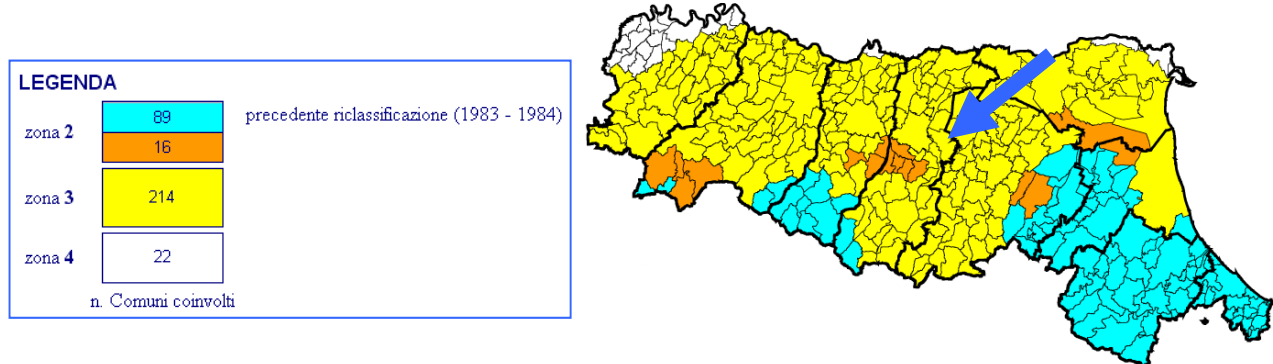 LEGENDA
zona 2
89
precedente riclassificazione (1983 - 1984)
16
zona 3
214
zona 4
22
n. Comuni coinvolti